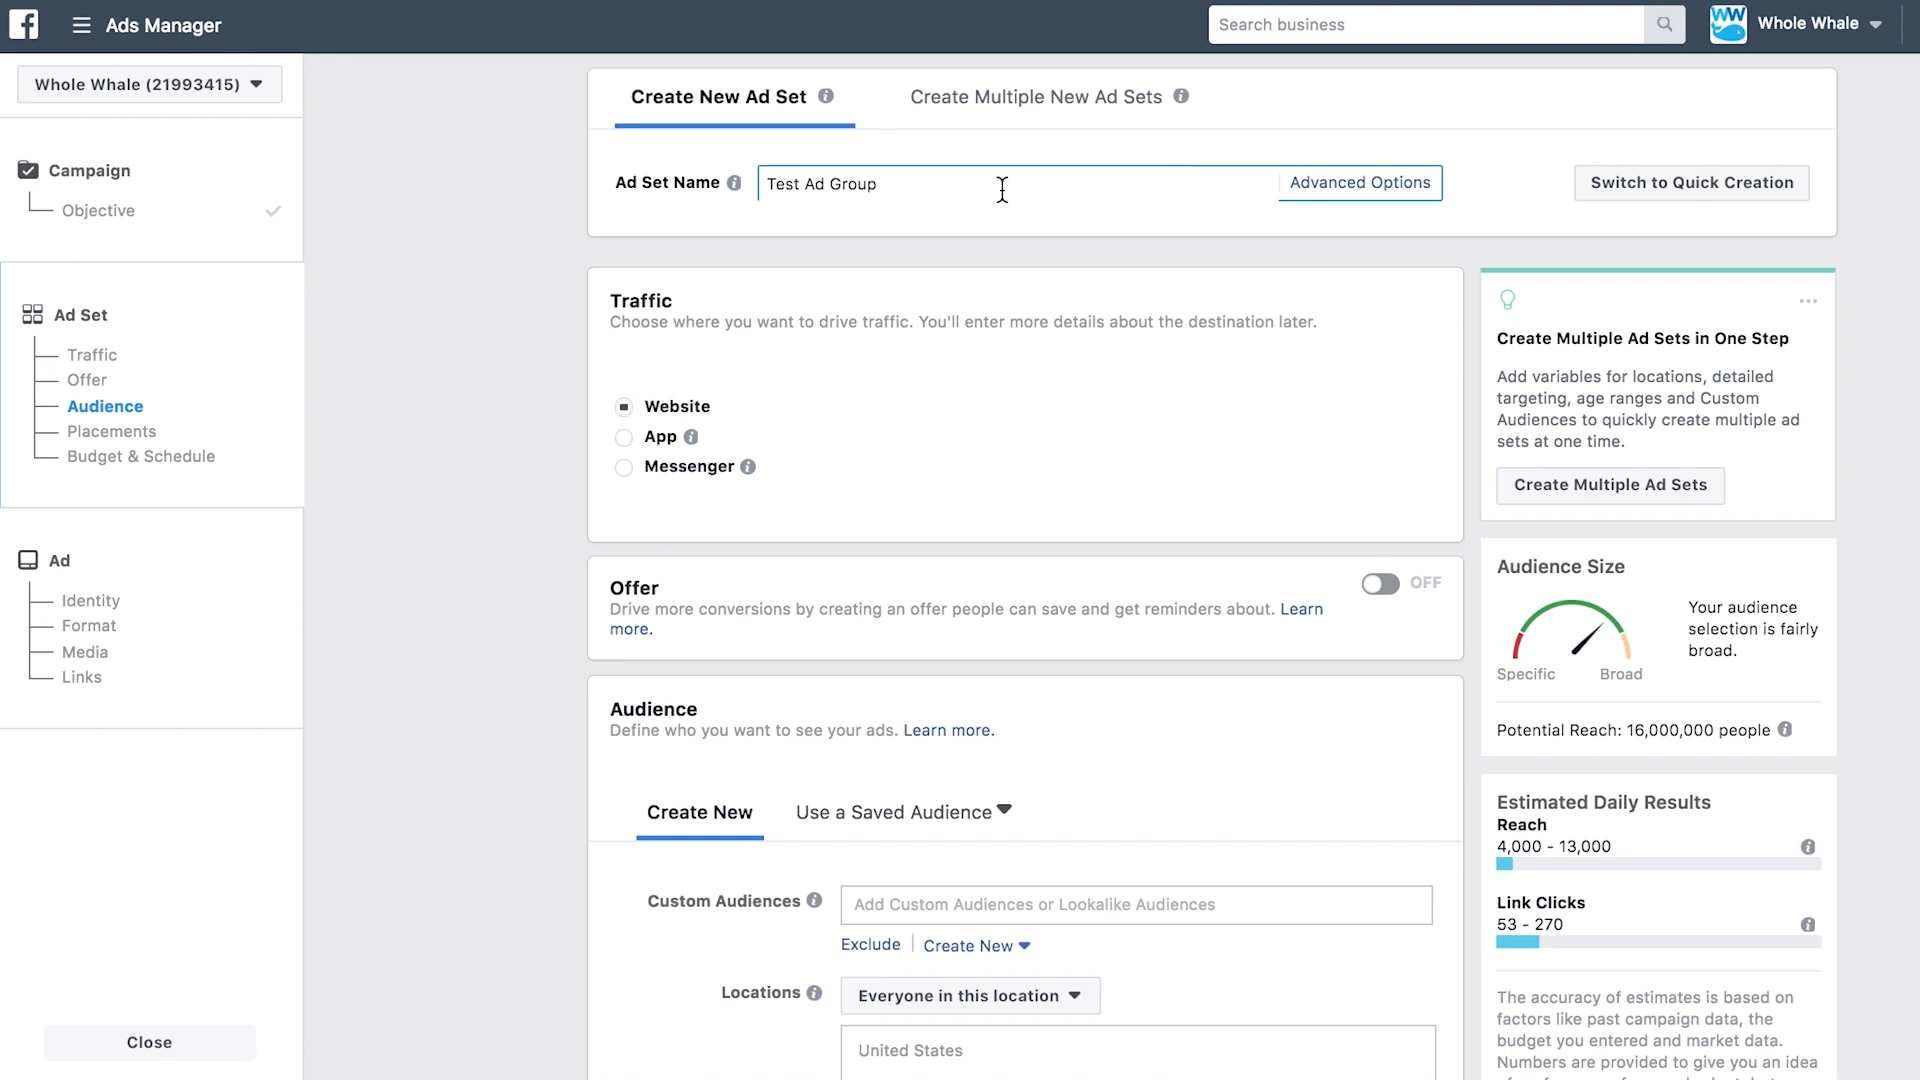 Ads Manager
Search business
Whole Whale
Whole Whale (21993415)
Campaign
Objective
Ad Set
Traffic
Offer
Audience
Placements
Budget & Schedule
Ad
Identity
Format
Media
Links
Close
Create New Ad Set
Create Multiple New Ad Sets
Ad Set Name
Test Ad Group
Advanced Options
Switch to Quick Creation
Traffic
Choose where you want to drive traffic. You'll enter more details about the destination later.
Website
App
Messenger
Offer
OFF
Drive more conversions by creating an offer people can save and get reminders about. Learn
more.
Audience
Define who you want to see your ads. Learn more.
Create New
Use a Saved Audience
Custom Audiences
Add Custom Audiences or Lookalike Audiences
Exclude
Create New
Locations
Everyone in this location
United States
Create Multiple Ad Sets in One Step
Add variables for locations, detailed
targeting, age ranges and Custom
Audiences to quickly create multiple ad
sets at one time.
Create Multiple Ad Sets
Audience Size
Your audience
selection is fairly
broad.
Specific
Broad
Potential Reach: 16,000,000 people
Estimated Daily Results
Reach
4,000 - 13,000
Link Clicks
53 - 270
The accuracy of estimates is based on
factors like past campaign data, the
budget you entered and market data.
Numbers are provided to give you an idea